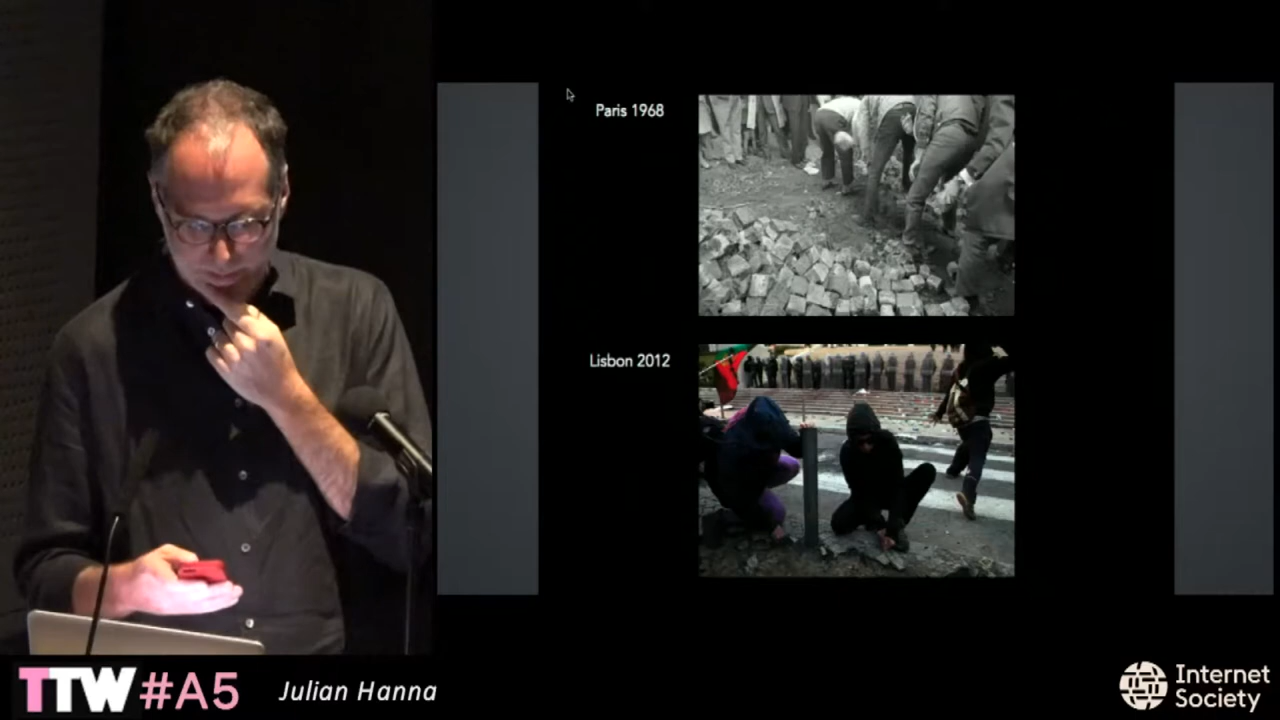 Paris 1968
Lisbon 2012
TTW#A5
Julian Hanna
Internet
Society